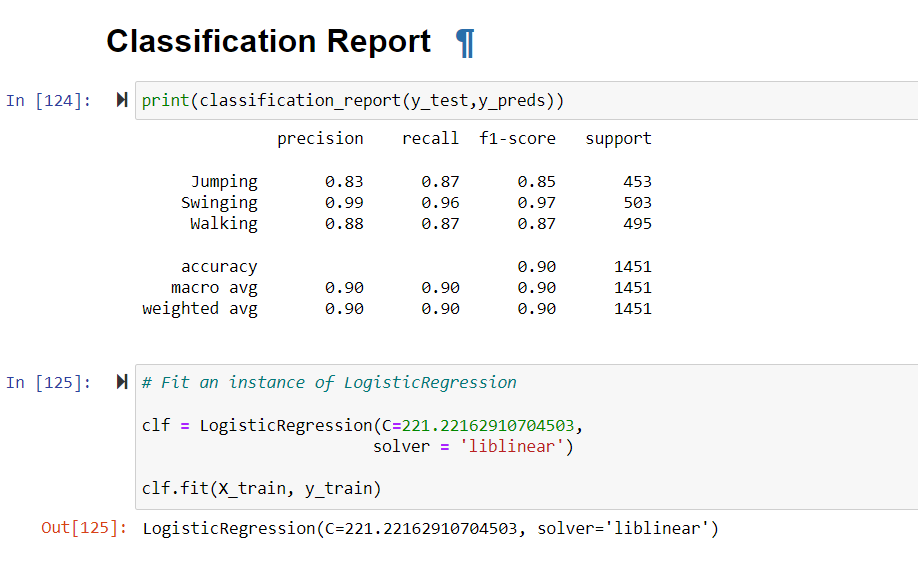 Classification Report ¶
In [124]: print(classification_report(y_test,y_preds))
precision recall f1-score support
Jumping 0.83 0.87 0.85 453
Swinging 0.99 0.96 0.97 503
Walking 0.88 0.87 0.87 495
accuracy 0.90 1451
macro avg 0.90 0.90 0.90 1451
weighted avg 0.90 0.90 0.90 1451
In [125]: # Fit an instance of LogisticRegression
clf = LogisticRegression(C=221.22162910704503,
solver = 'liblinear')
clf.fit(X_train, y_train)
Out[125]: LogisticRegression(C=221.22162910704503, solver='liblinear')